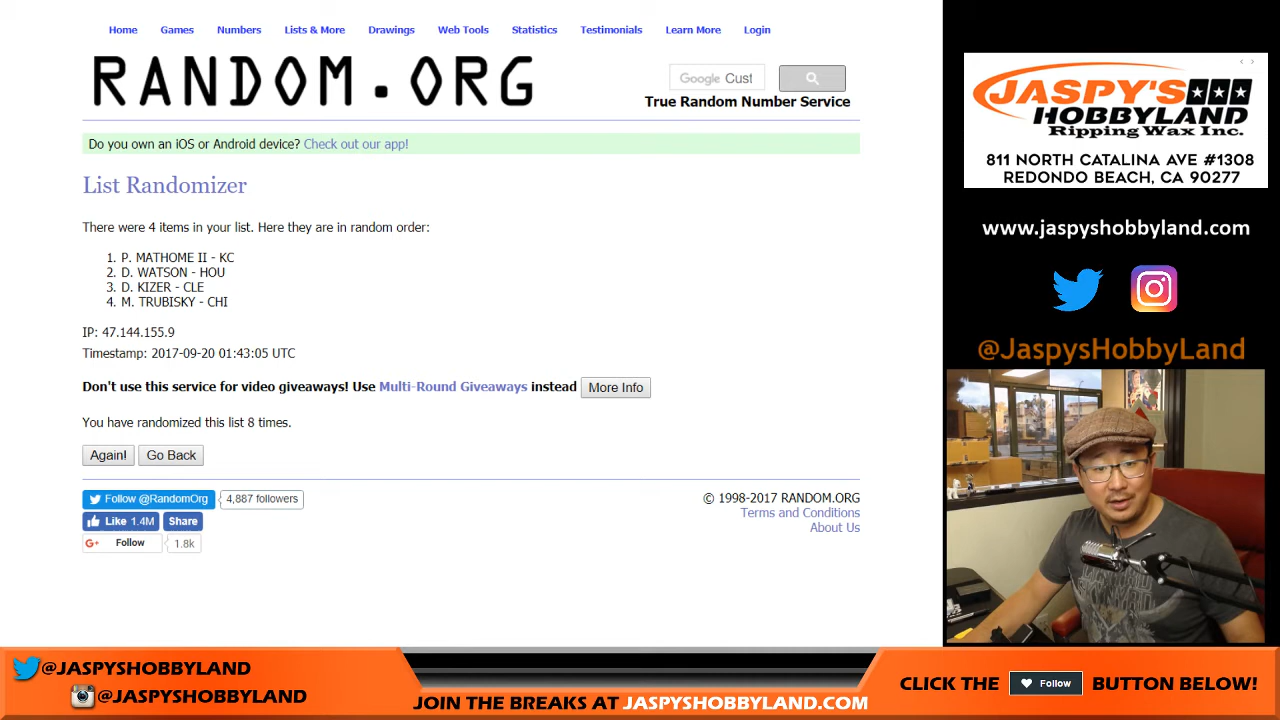 Home Games Numbers Lists & More Drawings Web Tools Statistics Testimonials Learn More Login
RANDOM.ORG
Google Cust
True Random Number Service
Do you own an iOS or Android device? Check out our app!
List Randomizer
There were 4 items in your list. Here they are in random order:
1. P. MATHOME II - KC
2. D. WATSON - HOU
3. D. KIZER - CLE
4. M. TRUBISKY - CHI
IP: 47.144.155.9
Timestamp: 2017-09-20 01:43:05 UTC
Don't use this service for video giveaways! Use Multi-Round Giveaways instead More Info
You have randomized this list 8 times.
Again! Go Back
Follow @RandomOrg 4,887 followers
Like 1.4M Share
G+ Follow 1.8k
© 1998-2017 RANDOM.ORG
Terms and Conditions
About Us
JASPY'S
HOBBYLAND
Ripping Wax Inc.
811 NORTH CATALINA AVE #1308
REDONDO BEACH, CA 90277
www.jaspyshobbyland.com
@JaspysHobbyLand
@JASPYSHOBBYLAND
@JASPYSHOBBYLAND
JOIN THE BREAKS AT JASPYSHOBBYLAND.COM
CLICK THE Follow BUTTON BELOW!